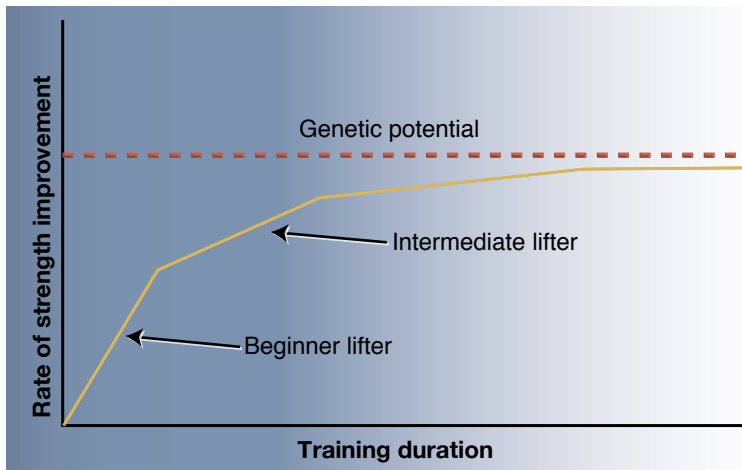 Rate of strength improvement
Genetic potential
Intermediate lifter
Beginner lifter
Training duration